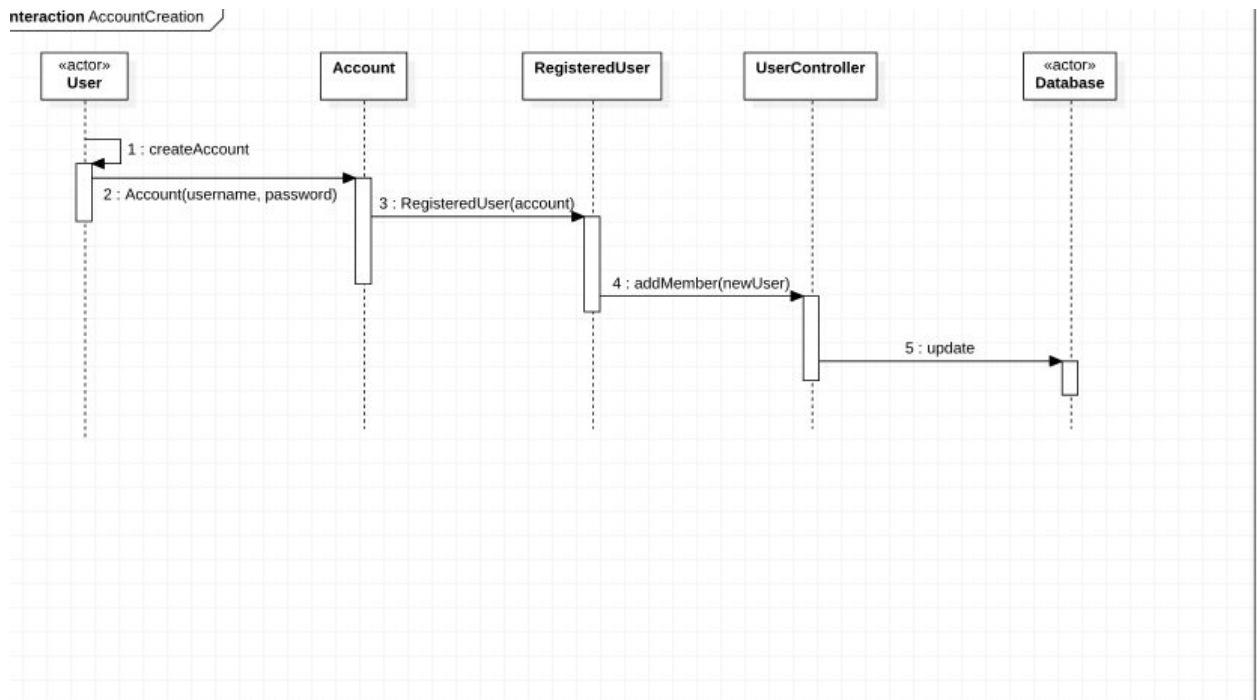 nteraction AccountCreation
«actor»
User
Account
RegisteredUser
UserController
«actor»
Database
1 : createAccount
2 : Account(username, password)
3 : RegisteredUser(account)
4 : addMember(newUser)
5 : update